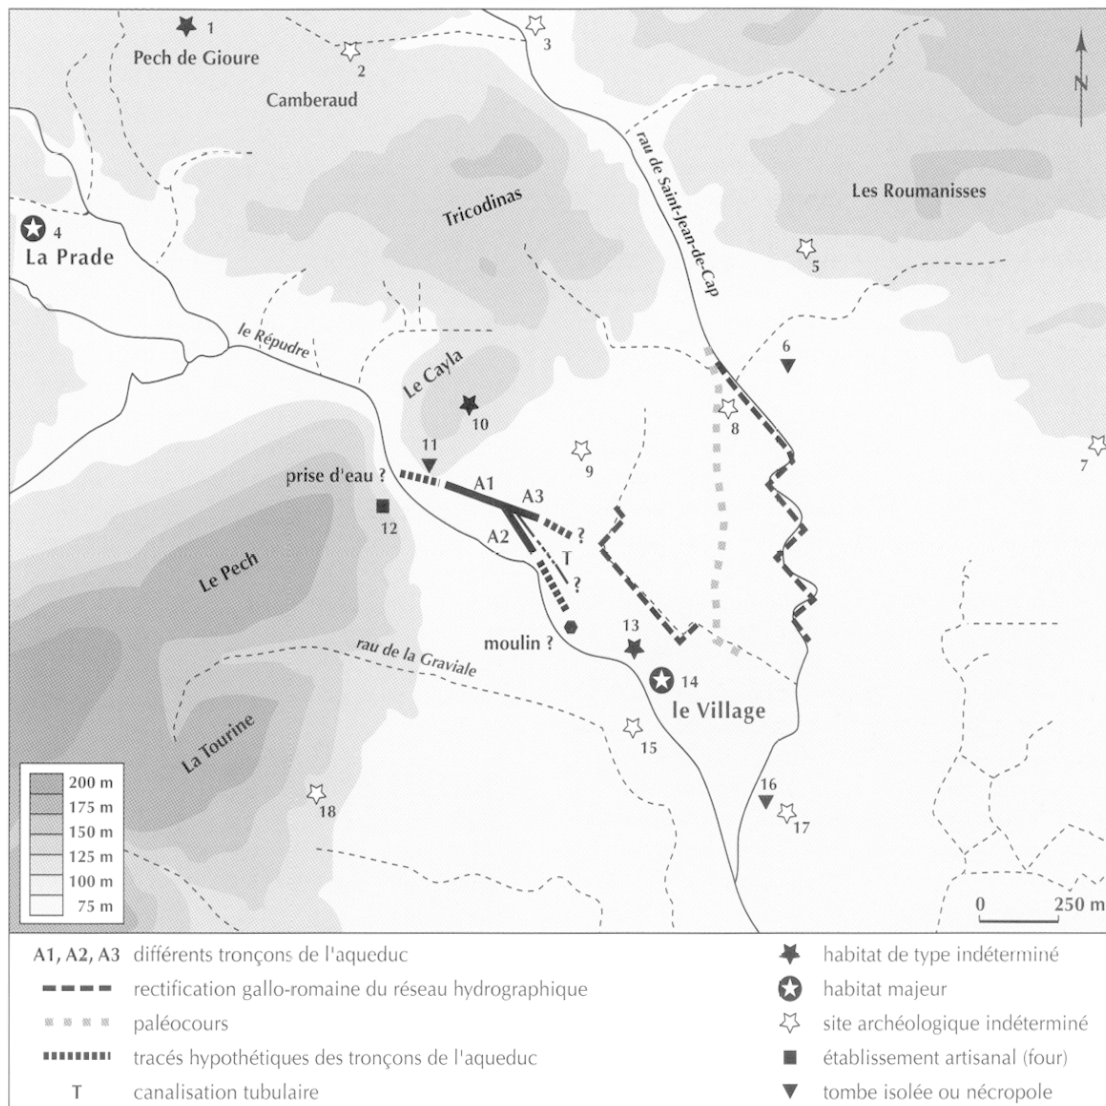 1
Pech de Gioure
2
3
Camberaud
N
rau de Saint-Jean-de-Cap
Les Roumanisses
Tricodinas
4
La Prade
5
le Répudre
6
Le Cayla
10
8
11
9
7
prise d'eau ?
A1
A3
12
A2
?
T
Le Pech
?
13
moulin ?
rau de la Graviale
14
le Village
La Tourine
15
16
17
18
200 m
175 m
150 m
125 m
100 m
75 m
0 250 m
A1, A2, A3 différents tronçons de l'aqueduc
rectification gallo-romaine du réseau hydrographique
paléocours
tracés hypothétiques des tronçons de l'aqueduc
T canalisation tubulaire
habitat de type indéterminé
habitat majeur
site archéologique indéterminé
établissement artisanal (four)
tombe isolée ou nécropole